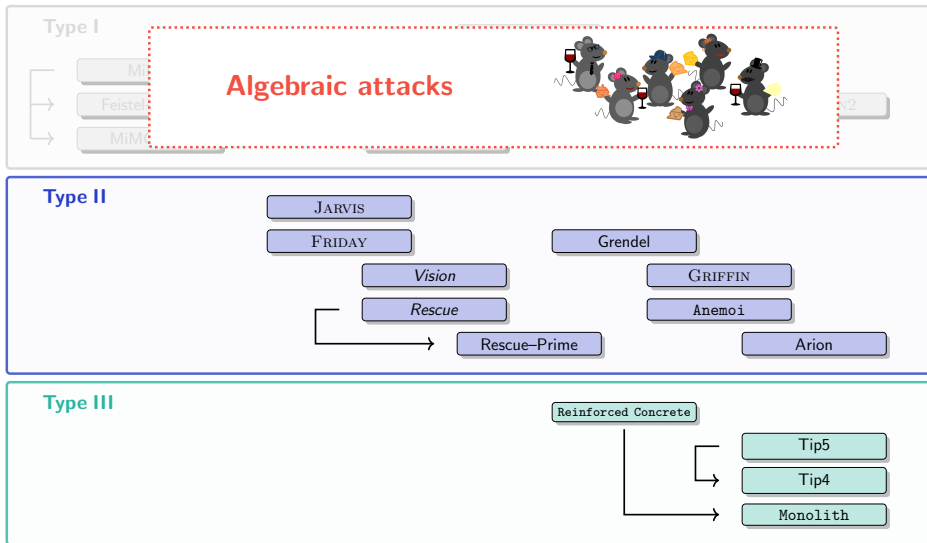 Type I
Algebraic attacks
Type II
JARVIS
FRIDAY
Grendel
Vision
GRIFFIN
Rescue
Anemoi
Rescue–Prime
Arion
Type III
Reinforced Concrete
Tip5
Tip4
Monolith